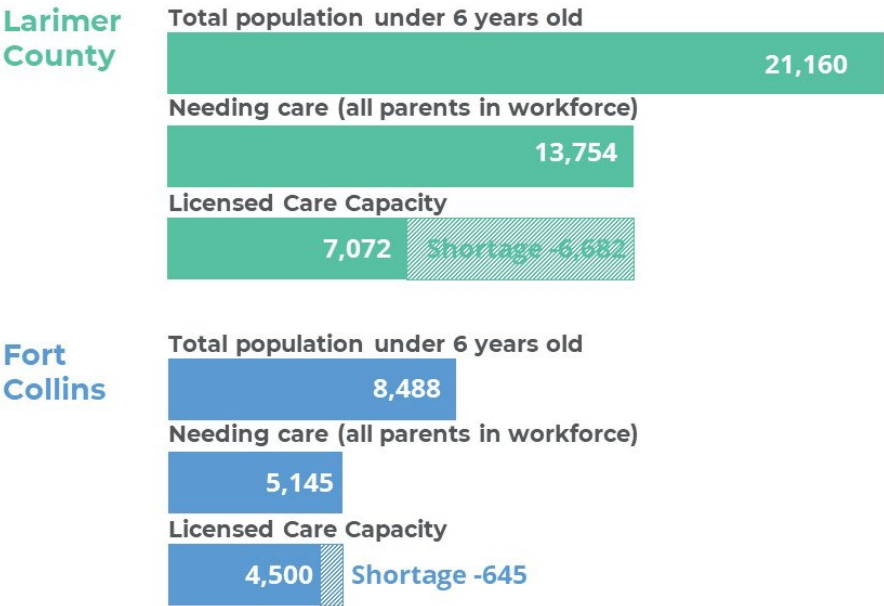 Larimer
County
Total population under 6 years old
21,160
Needing care (all parents in workforce)
13,754
Licensed Care Capacity
7,072 Shortage -6,682
Fort
Collins
Total population under 6 years old
8,488
Needing care (all parents in workforce)
5,145
Licensed Care Capacity
4,500 Shortage -645